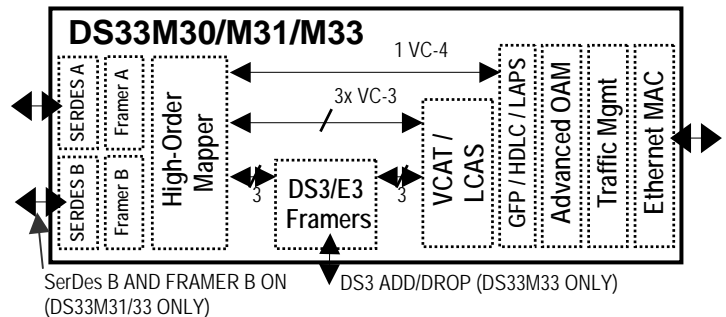 DS33M30/M31/M33
SERDES A
Framer A
SERDES B
Framer B
High-Order
Mapper
1 VC-4
3x VC-3
3
DS3/E3
Framers
3
VCAT /
LCAS
GFP / HDLC / LAPS
Advanced OAM
Traffic Mgmt
Ethernet MAC
SerDes B AND FRAMER B ON
(DS33M31/33 ONLY)
DS3 ADD/DROP (DS33M33 ONLY)